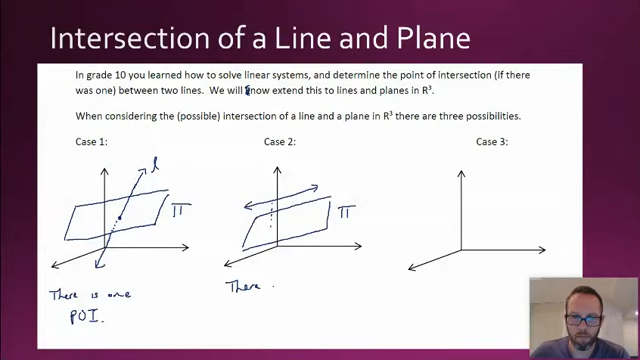 Intersection of a Line and Plane
In grade 10 you learned how to solve linear systems, and determine the point of intersection (if there
was one) between two lines. We will know extend this to lines and planes in R³.
When considering the (possible) intersection of a line and a plane in R³ there are three possibilities.
Case 1:
Case 2:
Case 3:
l
π
π
There is one
POI.
There